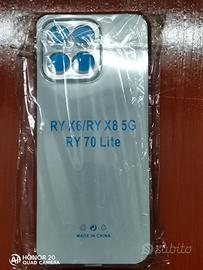 RY X6/RY X8 5G
RY 70 Lite
MADE IN CHINA
HONOR 20
QUAD CAMERA
subito